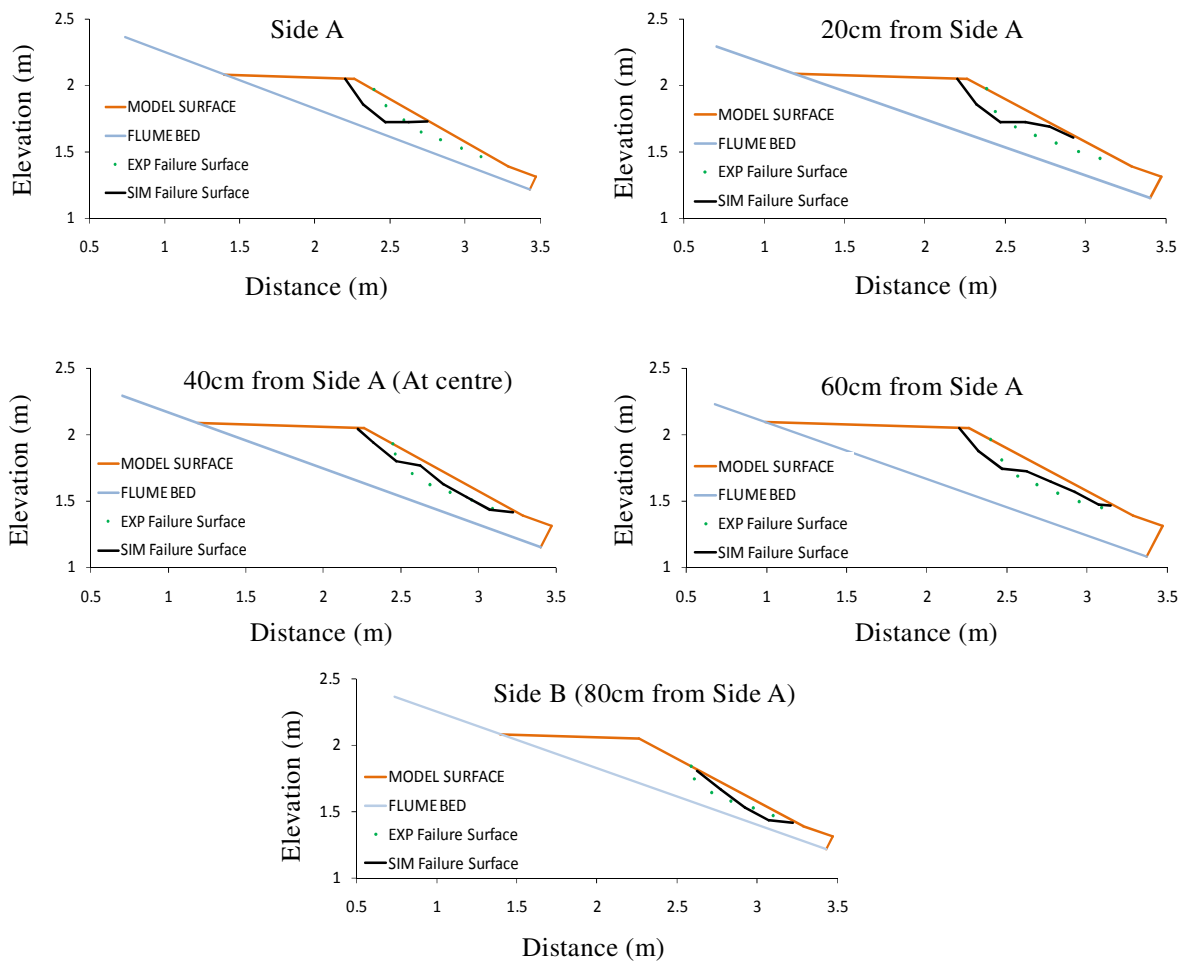 Side A
Elevation (m)
2.5
2
1.5
1
MODEL SURFACE
FLUME BED
EXP Failure Surface
SIM Failure Surface
0.5 1 1.5 2 2.5 3 3.5
Distance (m)
20cm from Side A
Elevation (m)
2.5
2
1.5
1
MODEL SURFACE
FLUME BED
EXP Failure Surface
SIM Failure Surface
0.5 1 1.5 2 2.5 3 3.5
Distance (m)
40cm from Side A (At centre)
Elevation (m)
2.5
2
1.5
1
MODEL SURFACE
FLUME BED
EXP Failure Surface
SIM Failure Surface
0.5 1 1.5 2 2.5 3 3.5
Distance (m)
60cm from Side A
Elevation (m)
2.5
2
1.5
1
MODEL SURFACE
FLUME BED
EXP Failure Surface
SIM Failure Surface
0.5 1 1.5 2 2.5 3 3.5
Distance (m)
Side B (80cm from Side A)
Elevation (m)
2.5
2
1.5
1
MODEL SURFACE
FLUME BED
EXP Failure Surface
SIM Failure Surface
0.5 1 1.5 2 2.5 3 3.5
Distance (m)